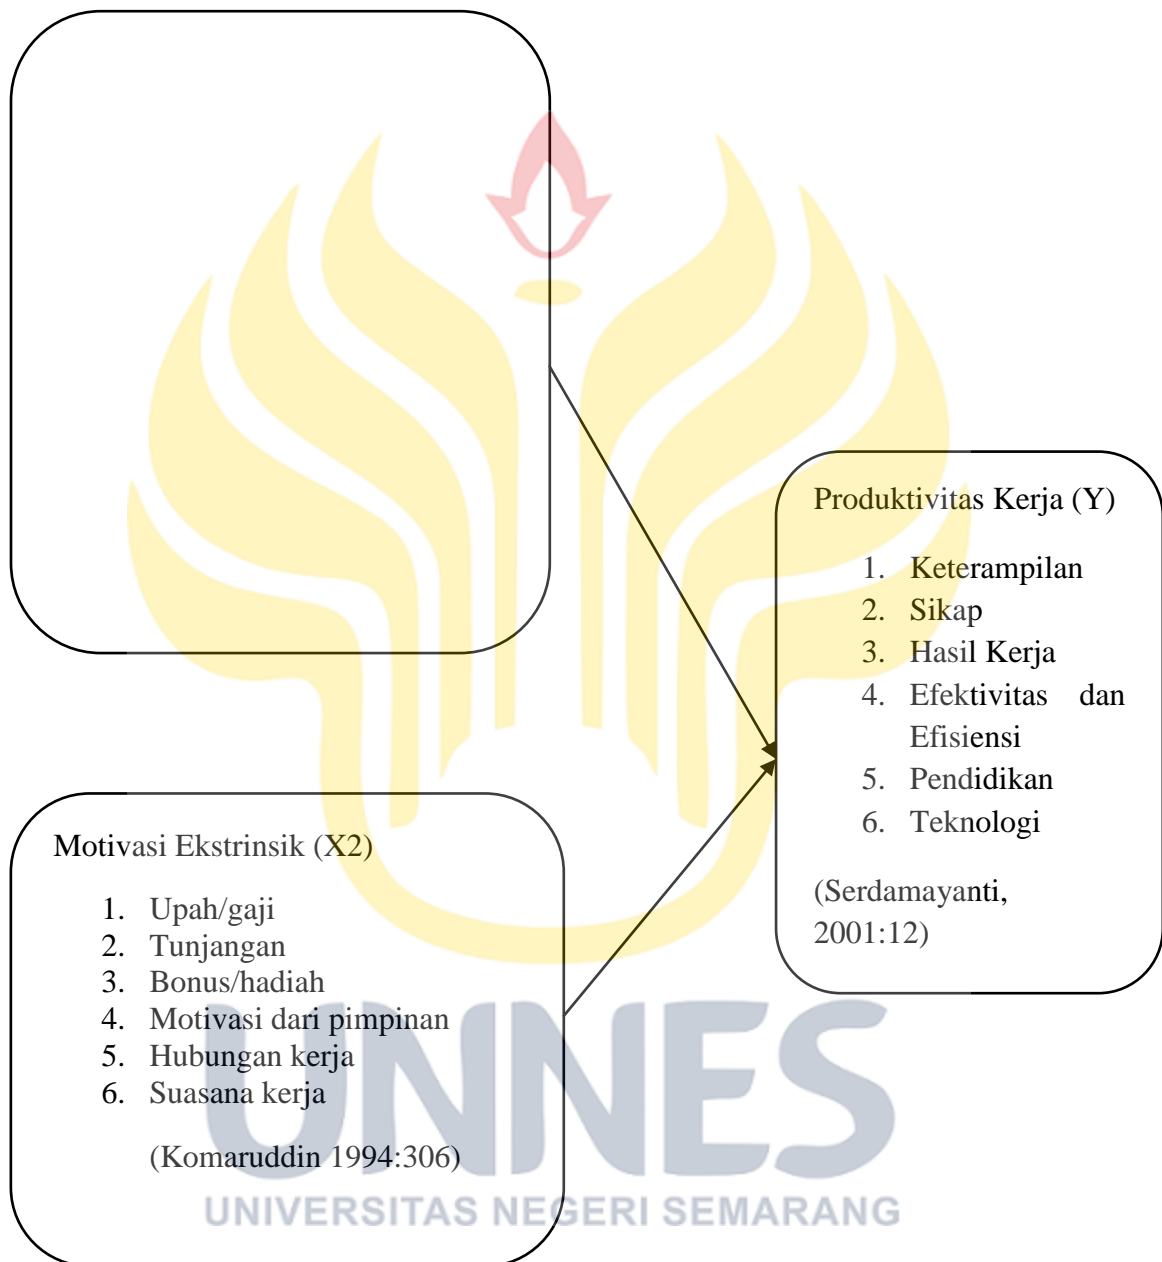 Produktivitas Kerja (Y)
1. Keterampilan
2. Sikap
3. Hasil Kerja
4. Efektivitas dan
Efisiensi
5. Pendidikan
6. Teknologi
(Serdamayanti,
2001:12)
Motivasi Ekstrinsik (X2)
1. Upah/gaji
2. Tunjangan
3. Bonus/hadiah
4. Motivasi dari pimpinan
5. Hubungan kerja
6. Suasana kerja
(Komaruddin 1994:306)
UNNES
UNIVERSITAS NEGERI SEMARANG